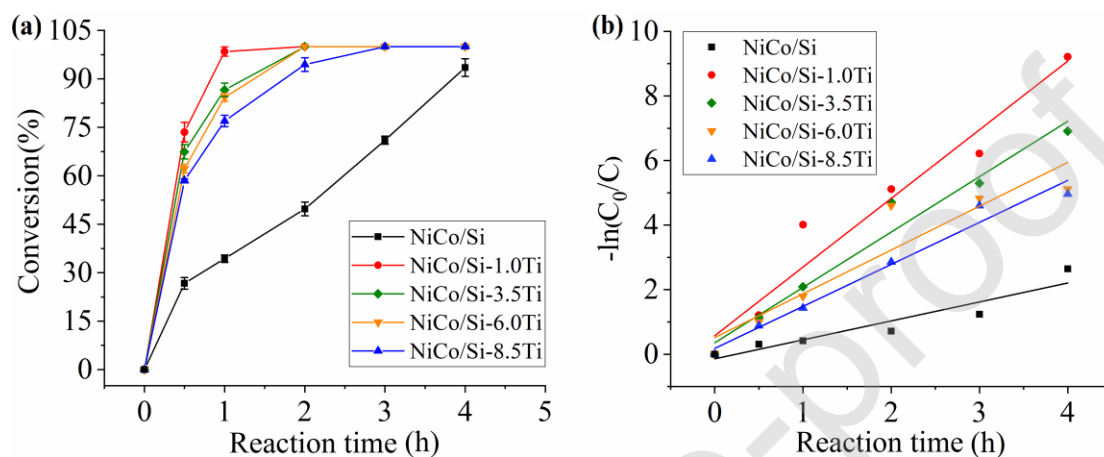 (a)
105
90
75
60
45
30
15
0
Conversion(%)
NiCo/Si
NiCo/Si-1.0Ti
NiCo/Si-3.5Ti
NiCo/Si-6.0Ti
NiCo/Si-8.5Ti
0 1 2 3 4 5
Reaction time (h)
(b)
-10
-8
-6
-4
-2
0
-ln(C0/C)
NiCo/Si
NiCo/Si-1.0Ti
NiCo/Si-3.5Ti
NiCo/Si-6.0Ti
NiCo/Si-8.5Ti
0 1 2 3 4
Reaction time (h)
e-proof